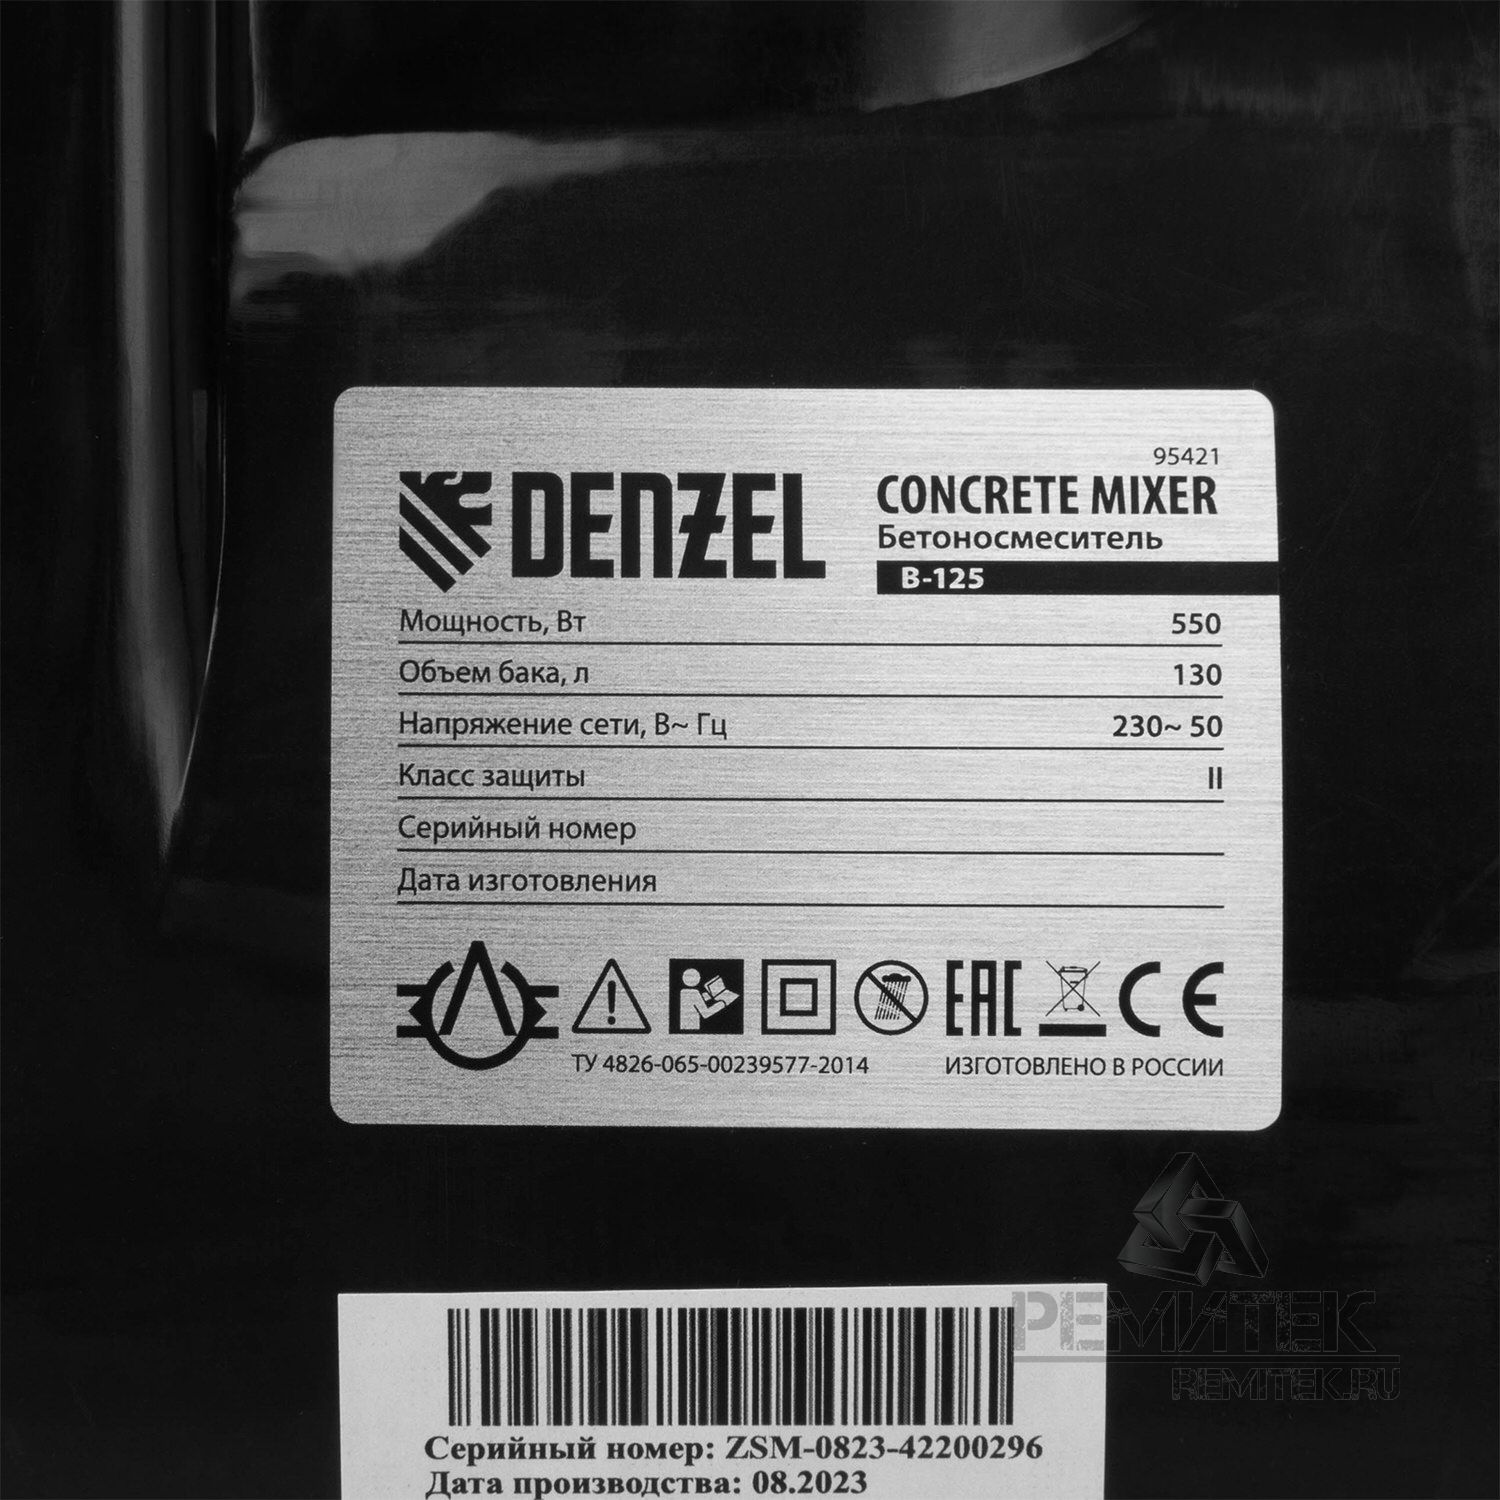 95421
DENZEL
CONCRETE MIXER
Бетоносмеситель
B-125
Мощность, Вт 550
Объем бака, л 130
Напряжение сети, В~ Гц 230~ 50
Класс защиты II
Серийный номер
Дата изготовления
EAC CE
ТУ 4826-065-00239577-2014 ИЗГОТОВЛЕНО В РОССИИ
РЕМИТЕК
REMITEK.RU
Серийный номер: ZSM-0823-42200296
Дата производства: 08.2023